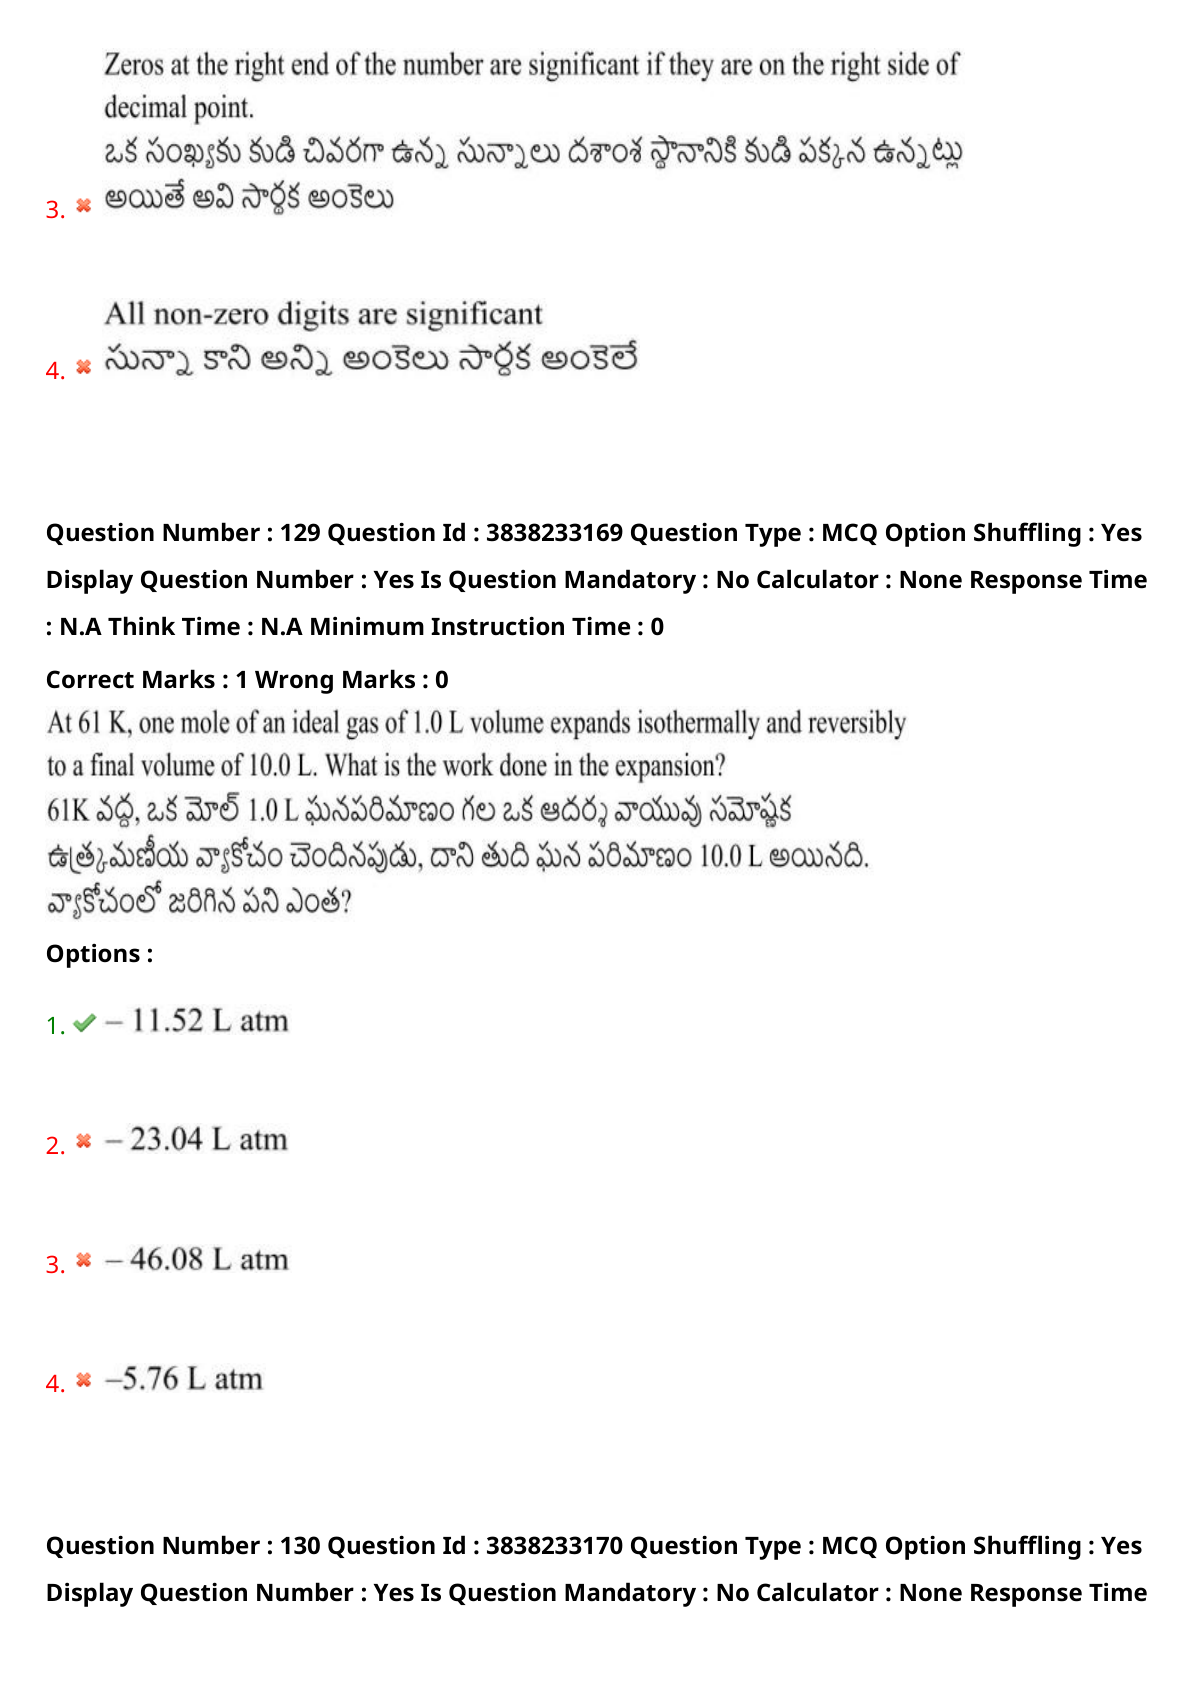 Zeros at the right end of the number are significant if they are on the right side of
decimal point.
ఒక సంఖ్యకు కుడి చివరగా ఉన్న సున్నాలు దశాంశ స్థానానికి కుడి పక్కన ఉన్నట్లు
3. అయితే అవి సార్థక అంకెలు
All non-zero digits are significant
4. సున్నా కాని అన్ని అంకెలు సార్ధక అంకెలే
Question Number : 129 Question Id : 3838233169 Question Type : MCQ Option Shuffling : Yes
Display Question Number : Yes Is Question Mandatory : No Calculator : None Response Time
: N.A Think Time : N.A Minimum Instruction Time : 0
Correct Marks : 1 Wrong Marks : 0
At 61 K, one mole of an ideal gas of 1.0 L volume expands isothermally and reversibly
to a final volume of 10.0 L. What is the work done in the expansion?
61K వద్ద, ఒక మోల్ 1.0 L ఘనపరిమాణం గల ఒక ఆదర్శ వాయువు సమోష్ణక
ఉత్క్రమణీయ వ్యాకోచం చెందినపుడు, దాని తుది ఘన పరిమాణం 10.0 L అయినది.
వ్యాకోచంలో జరిగిన పని ఎంత?
Options :
1. – 11.52 L atm
2. – 23.04 L atm
3. – 46.08 L atm
4. –5.76 L atm
Question Number : 130 Question Id : 3838233170 Question Type : MCQ Option Shuffling : Yes
Display Question Number : Yes Is Question Mandatory : No Calculator : None Response Time